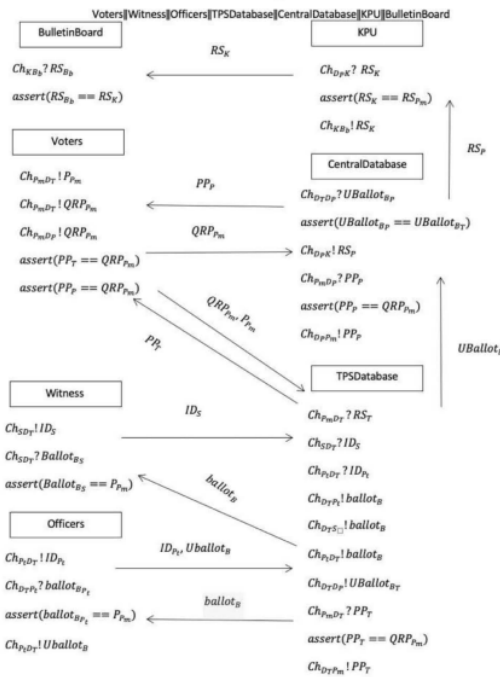 Voters||Witness||Officers||TPSDatabase||CentralDatabase||KPU||BulletinBoard
BulletinBoard
Ch_{KB_b}?RS_{B_b}
assert(RS_{B_b} == RS_K)
RS_K
KPU
Ch_{D_PK}? RS_K
assert(RS_K == RS_{P_m})
Ch_{KB_b}!RS_K
RS_P
Voters
Ch_{P_mD_T}! P_{P_m}
Ch_{P_mD_T}!QRP_{P_m}
Ch_{P_mD_P}!QRP_{P_m}
assert(PP_T == QRP_{P_m})
assert(PP_P == QRP_{P_m})
PP_P
QRP_{P_m}
CentralDatabase
Ch_{D_TD_P}?UBallot_{B_P}
assert(UBallot_{B_P} == UBallot_{B_T})
Ch_{D_PK}!RS_P
Ch_{P_mD_P}?PP_P
assert(PP_P == QRP_{P_m})
Ch_{D_PP_m}!PP_P
QRP_{P_m}, P_{P_m}
PP_T
UBallot
Witness
Ch_{SD_T}!ID_S
Ch_{SD_T}?Ballot_{B_S}
assert(Ballot_{B_S} == P_{P_m})
ID_S
ballot_B
TPSDatabase
Ch_{P_mD_T}?RS_T
Ch_{SD_T}?ID_S
Ch_{P_tD_T}?ID_{P_t}
Ch_{D_TP_t}!ballot_B
Ch_{D_TS□}!ballot_B
Ch_{P_tD_T}!ballot_B
Ch_{D_TD_P}!UBallot_{B_T}
Ch_{P_mD_T}?PP_T
assert(PP_T == QRP_{P_m})
Ch_{D_TP_m}!PP_T
Officers
Ch_{P_tD_T}!ID_{P_t}
Ch_{D_TP_t}?ballot_{B_{P_t}}
assert(ballot_{B_{P_t}} == P_{P_m})
Ch_{P_tD_T}!Uballot_B
ID_{P_t}, Uballot_B
ballot_B